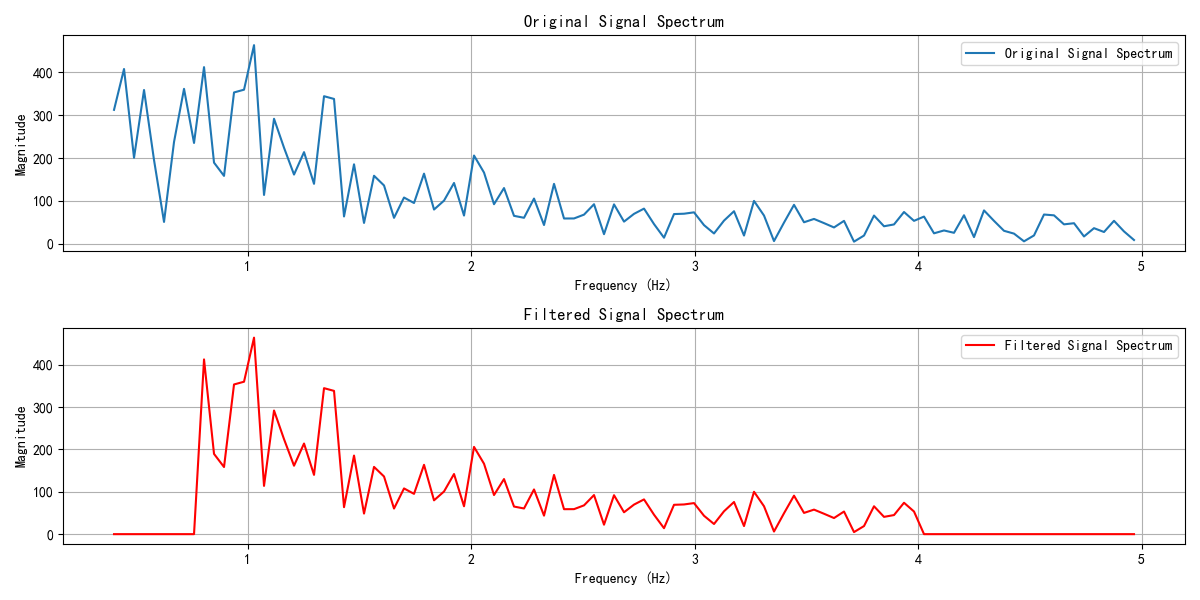 Original Signal Spectrum
Original Signal Spectrum
Magnitude
400
300
200
100
0
1 2 3 4 5
Frequency (Hz)
Filtered Signal Spectrum
Filtered Signal Spectrum
Magnitude
400
300
200
100
0
1 2 3 4 5
Frequency (Hz)